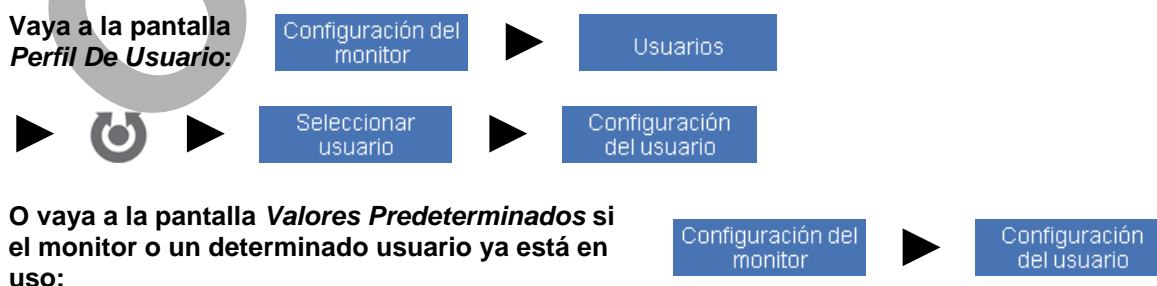 Vaya a la pantalla
Perfil De Usuario:
Configuración del
monitor
Usuarios
Seleccionar
usuario
Configuración
del usuario
O vaya a la pantalla Valores Predeterminados si
el monitor o un determinado usuario ya está en
uso:
Configuración del
monitor
Configuración
del usuario